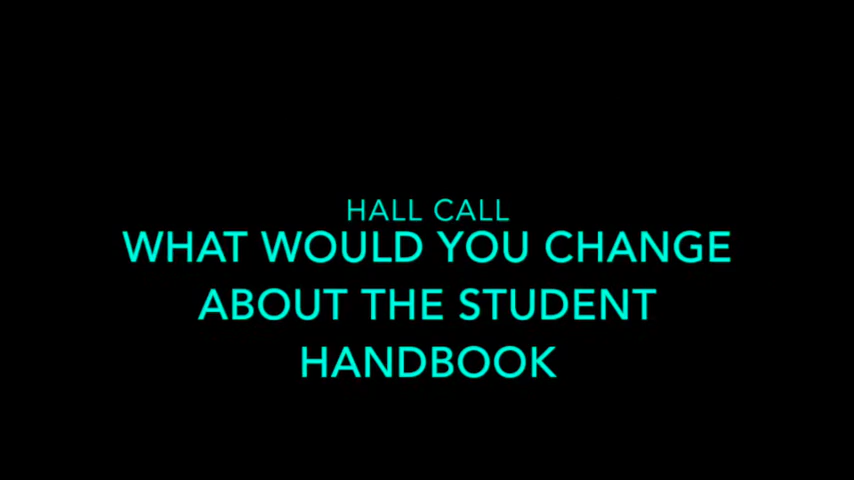 HALL CALL
WHAT WOULD YOU CHANGE
ABOUT THE STUDENT
HANDBOOK